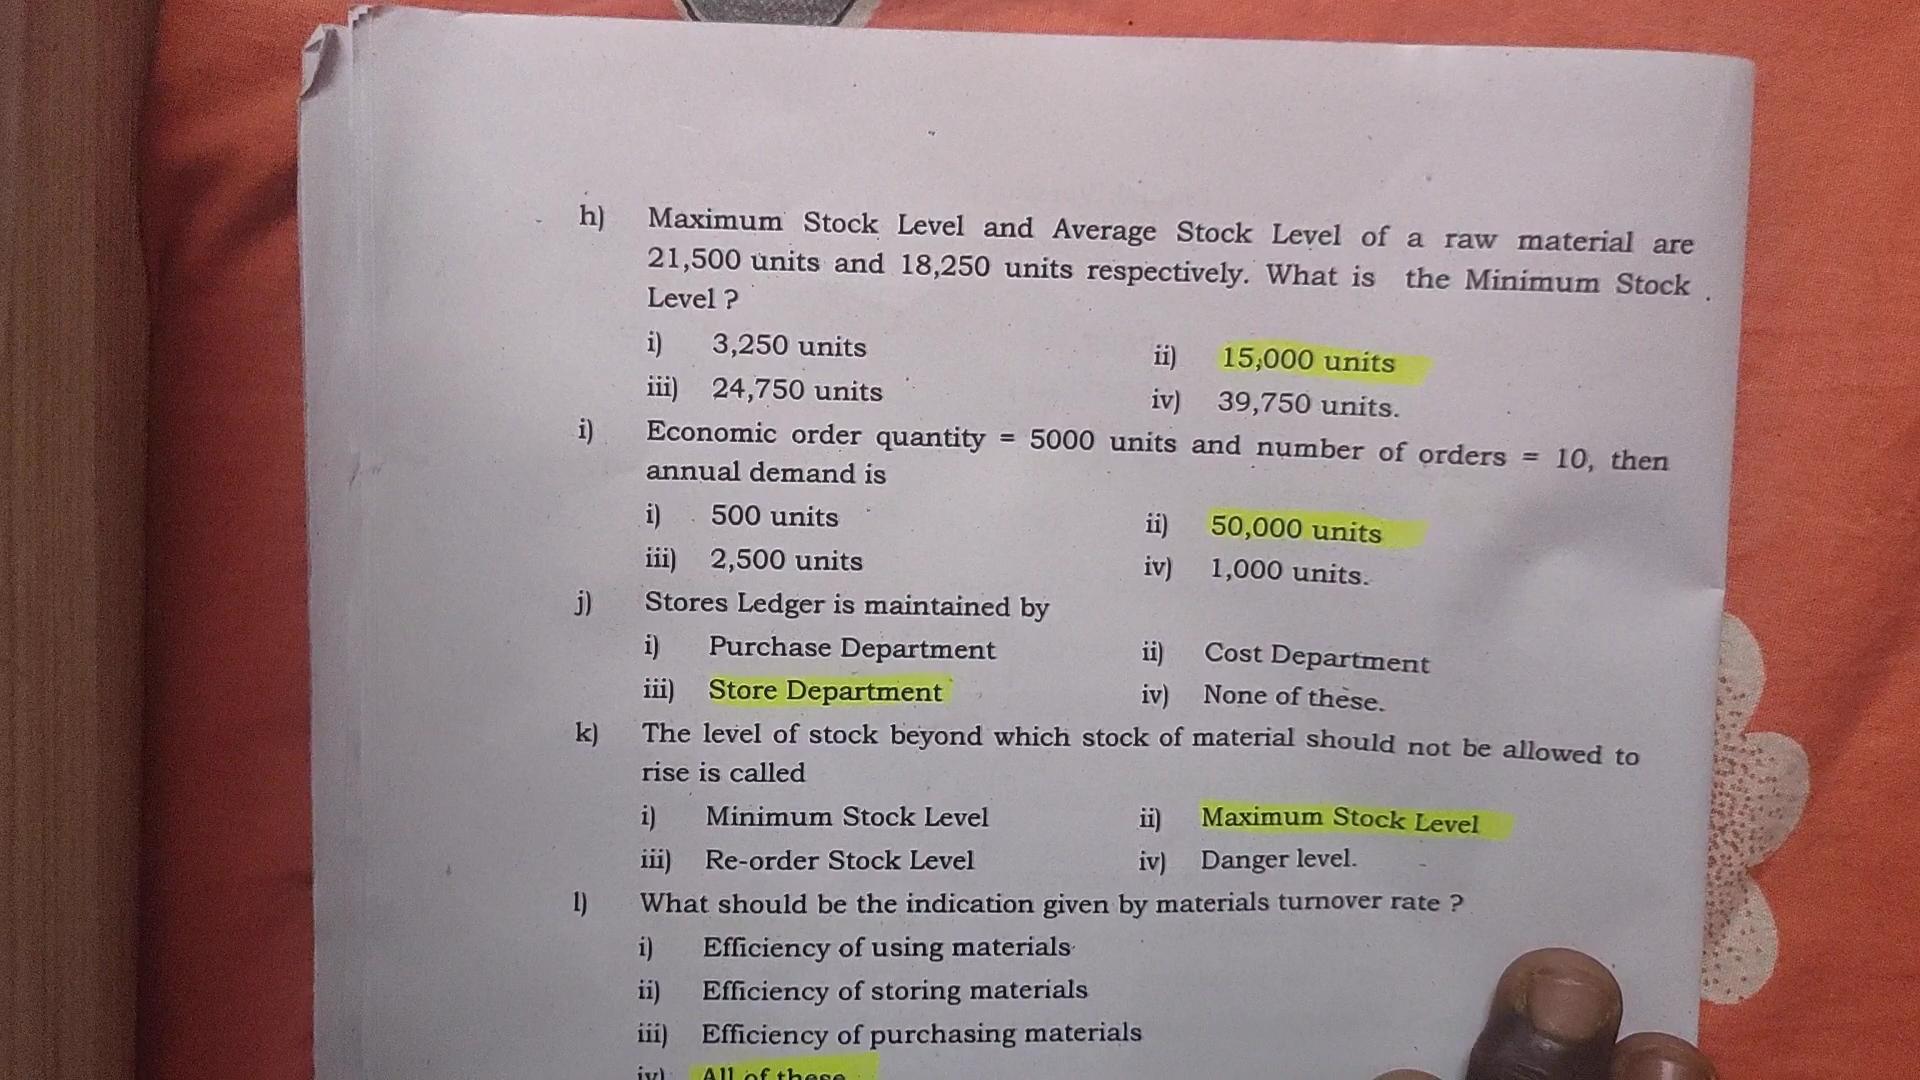 h) Maximum Stock Level and Average Stock Level of a raw material are
21,500 units and 18,250 units respectively. What is the Minimum Stock
Level ?
i) 3,250 units ii) 15,000 units
iii) 24,750 units iv) 39,750 units.
i) Economic order quantity = 5000 units and number of orders = 10, then
annual demand is
i) 500 units ii) 50,000 units
iii) 2,500 units iv) 1,000 units.
j) Stores Ledger is maintained by
i) Purchase Department ii) Cost Department
iii) Store Department iv) None of these.
k) The level of stock beyond which stock of material should not be allowed to
rise is called
i) Minimum Stock Level ii) Maximum Stock Level
iii) Re-order Stock Level iv) Danger level.
l) What should be the indication given by materials turnover rate ?
i) Efficiency of using materials
ii) Efficiency of storing materials
iii) Efficiency of purchasing materials
iv) All of these